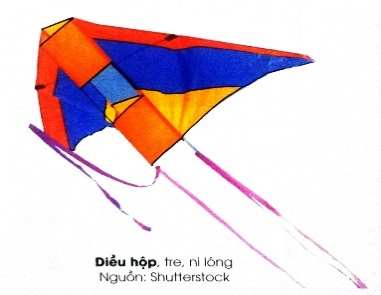 Diều hộp, tre, ni lông
Nguồn: Shutterstock